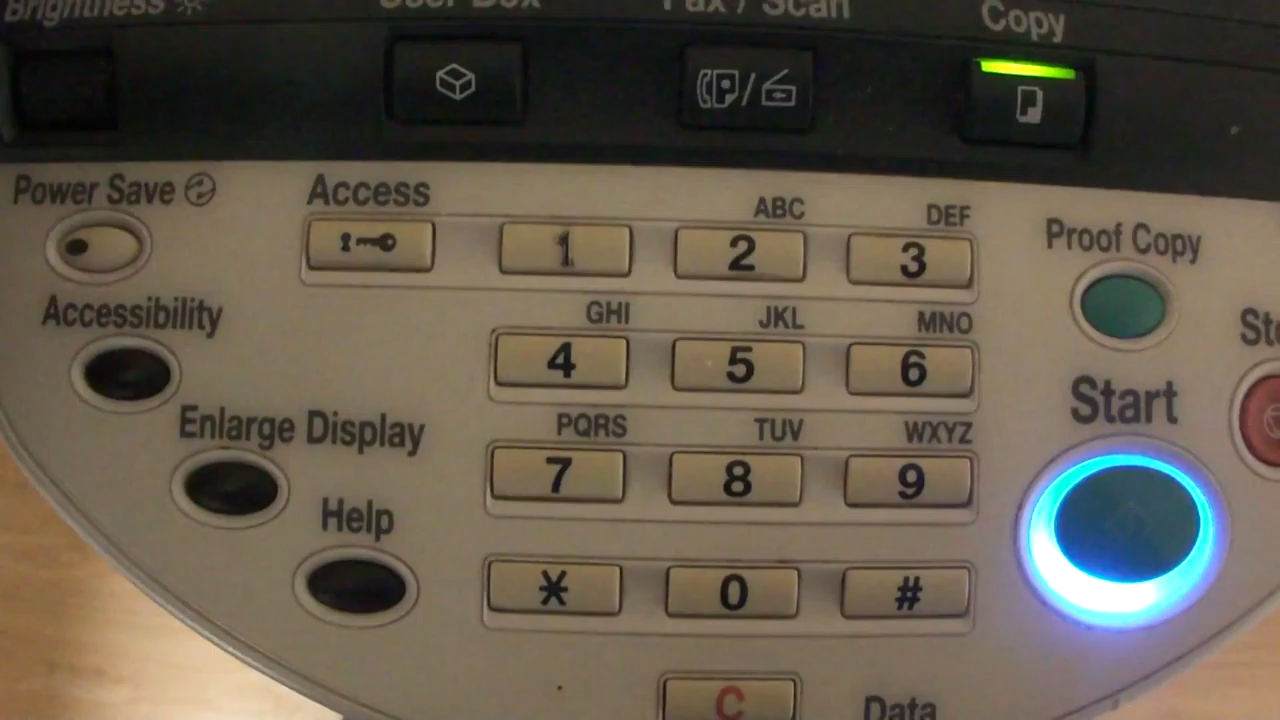 Brightness
User Box
Fax / Scan
Copy
Power Save
Access
ABC
DEF
1
2
3
Proof Copy
Accessibility
GHI
JKL
MNO
4
5
6
Start
Enlarge Display
PQRS
TUV
WXYZ
7
8
9
Help
*
0
#
C
Data